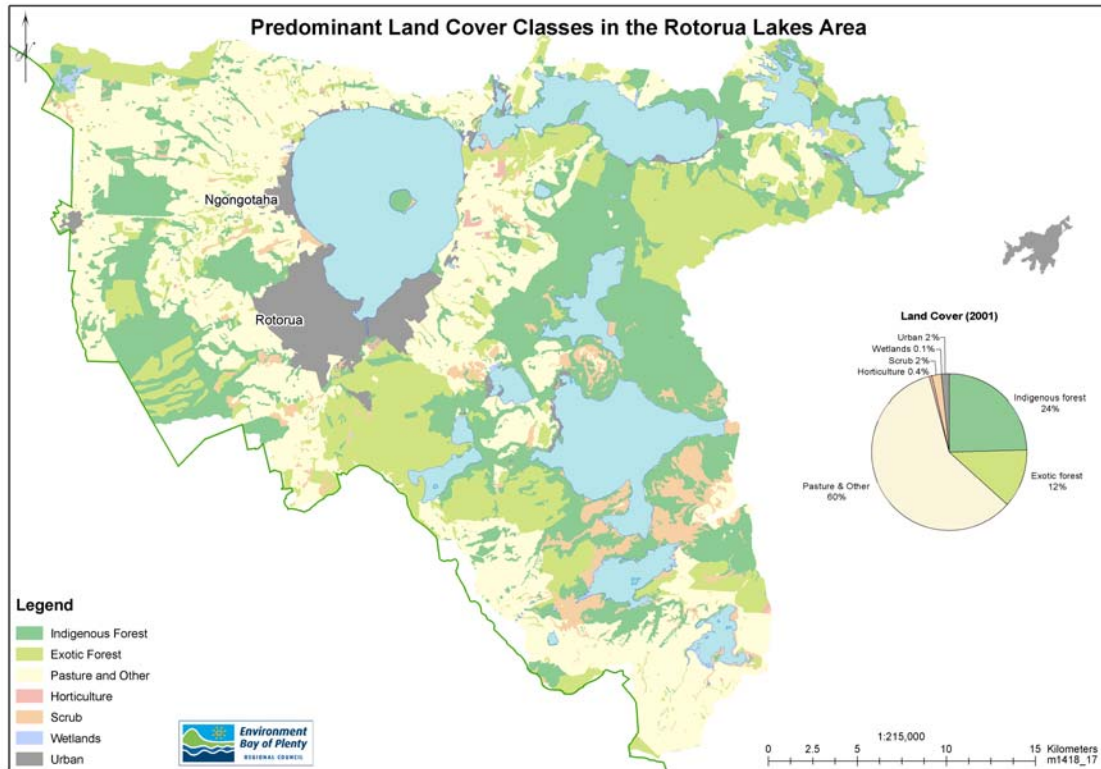 Predominant Land Cover Classes in the Rotorua Lakes Area
Ngongotaha
Rotorua
Land Cover (2001)
Urban 2%
Wetlands 0.1%
Scrub 2%
Horticulture 0.4%
Indigenous forest
24%
Exotic forest
12%
Pasture & Other
60%
Legend
Indigenous Forest
Exotic Forest
Pasture and Other
Horticulture
Scrub
Wetlands
Urban
Environment
Bay of Plenty
REGIONAL COUNCIL
1:215,000
0 2.5 5 10 15 Kilometers
m1418_17